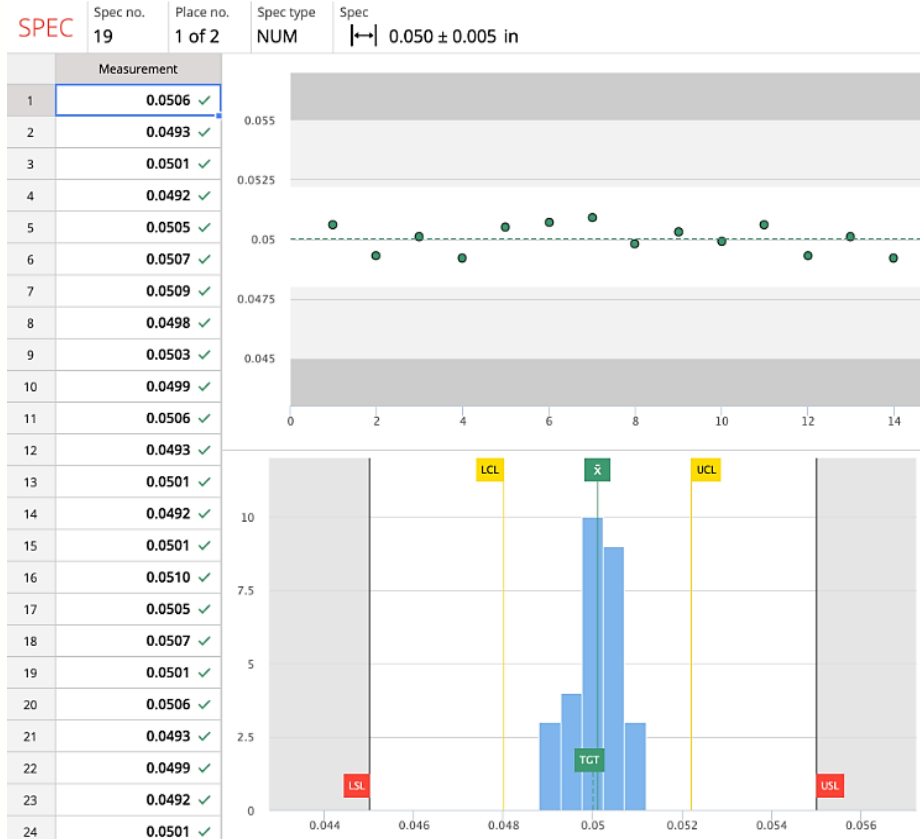 SPEC
Spec no.
19
Place no.
1 of 2
Spec type
NUM
Spec
0.050 ± 0.005 in
Measurement
1 0.0506
2 0.0493
3 0.0501
4 0.0492
5 0.0505
6 0.0507
7 0.0509
8 0.0498
9 0.0503
10 0.0499
11 0.0506
12 0.0493
13 0.0501
14 0.0492
15 0.0501
16 0.0510
17 0.0505
18 0.0507
19 0.0501
20 0.0506
21 0.0493
22 0.0499
23 0.0492
24 0.0501
0.055
0.0525
0.05
0.0475
0.045
0 2 4 6 8 10 12 14
LCL x̄ UCL
10
7.5
5
2.5
0
TGT
LSL USL
0.044 0.046 0.048 0.05 0.052 0.054 0.056